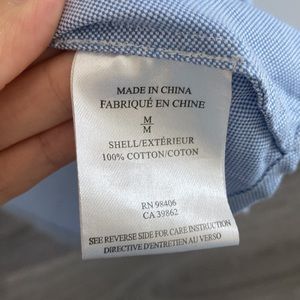 MADE IN CHINA
FABRIQUÉ EN CHINE
M
M
SHELL/EXTÉRIEUR
100% COTTON/COTON
RN 98406
CA 39862
SEE REVERSE SIDE FOR CARE INSTRUCTION
DIRECTIVE D'ENTRETIEN AU VERSO